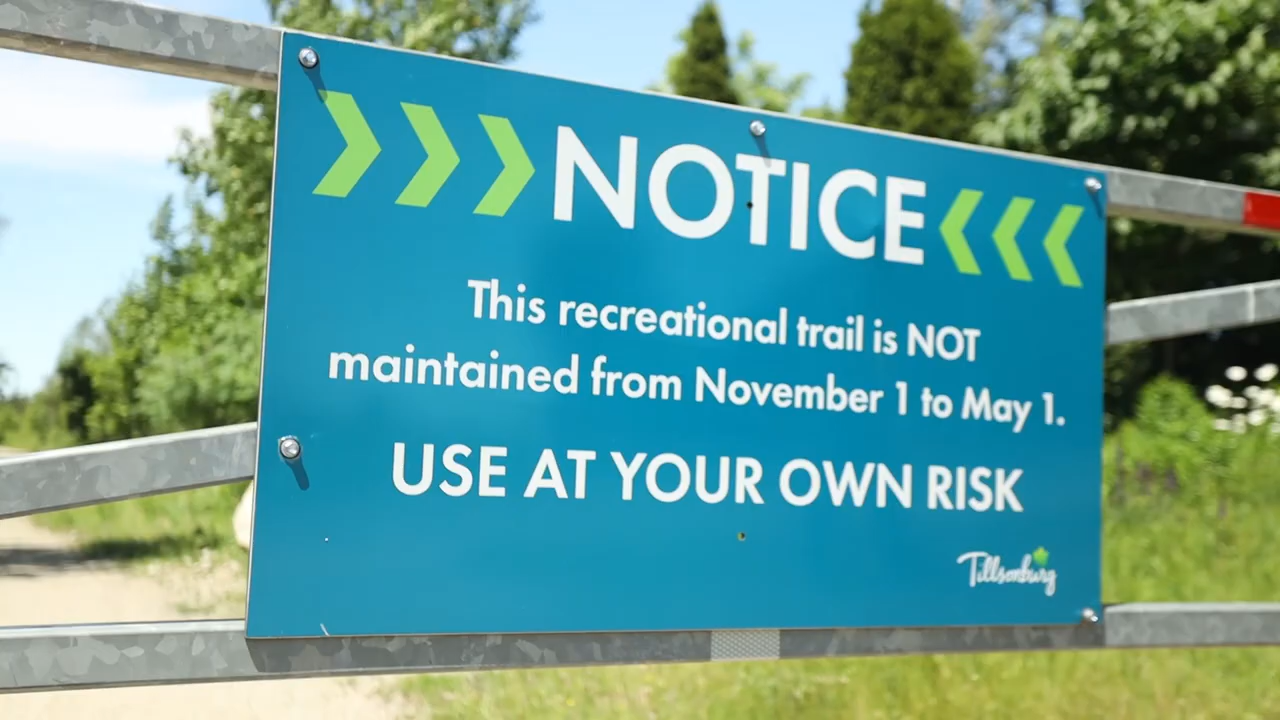 NOTICE
This recreational trail is NOT
maintained from November 1 to May 1.
USE AT YOUR OWN RISK
Tillsonburg